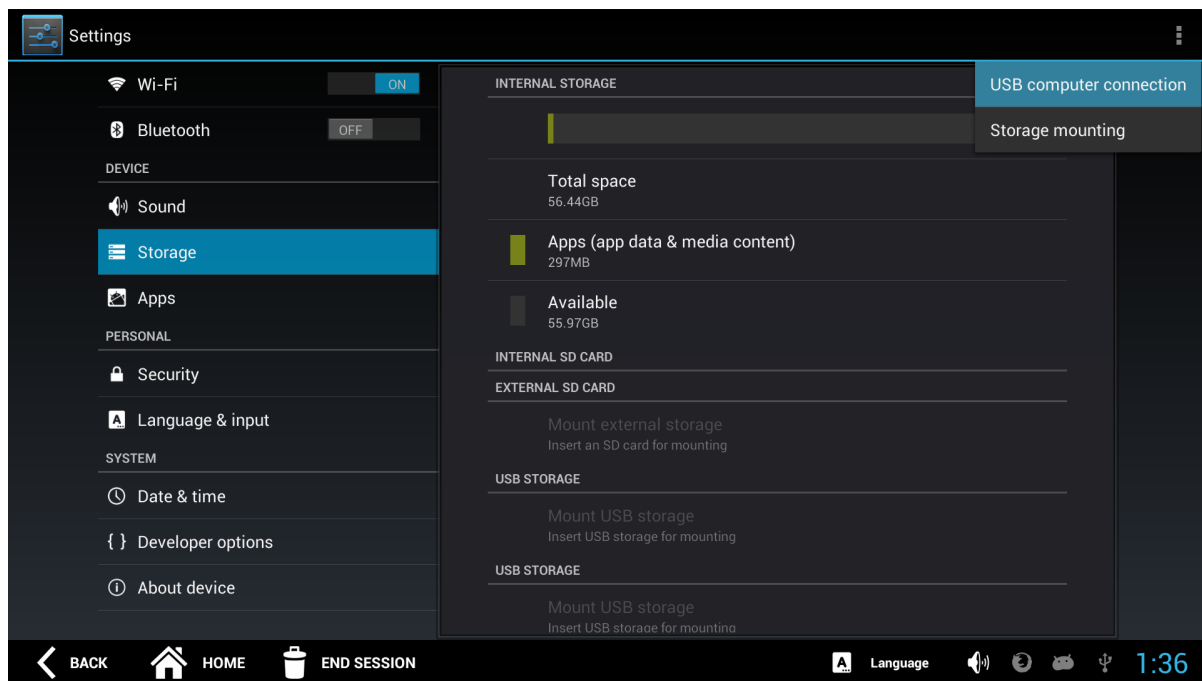 Settings
Wi-Fi
ON
Bluetooth
OFF
DEVICE
Sound
Storage
Apps
PERSONAL
Security
Language & input
SYSTEM
Date & time
{ } Developer options
About device
INTERNAL STORAGE
USB computer connection
Storage mounting
Total space
56.44GB
Apps (app data & media content)
297MB
Available
55.97GB
INTERNAL SD CARD
EXTERNAL SD CARD
Mount external storage
Insert an SD card for mounting
USB STORAGE
Mount USB storage
Insert USB storage for mounting
USB STORAGE
Mount USB storage
Insert USB storage for mounting
BACK HOME END SESSION A Language 1:36